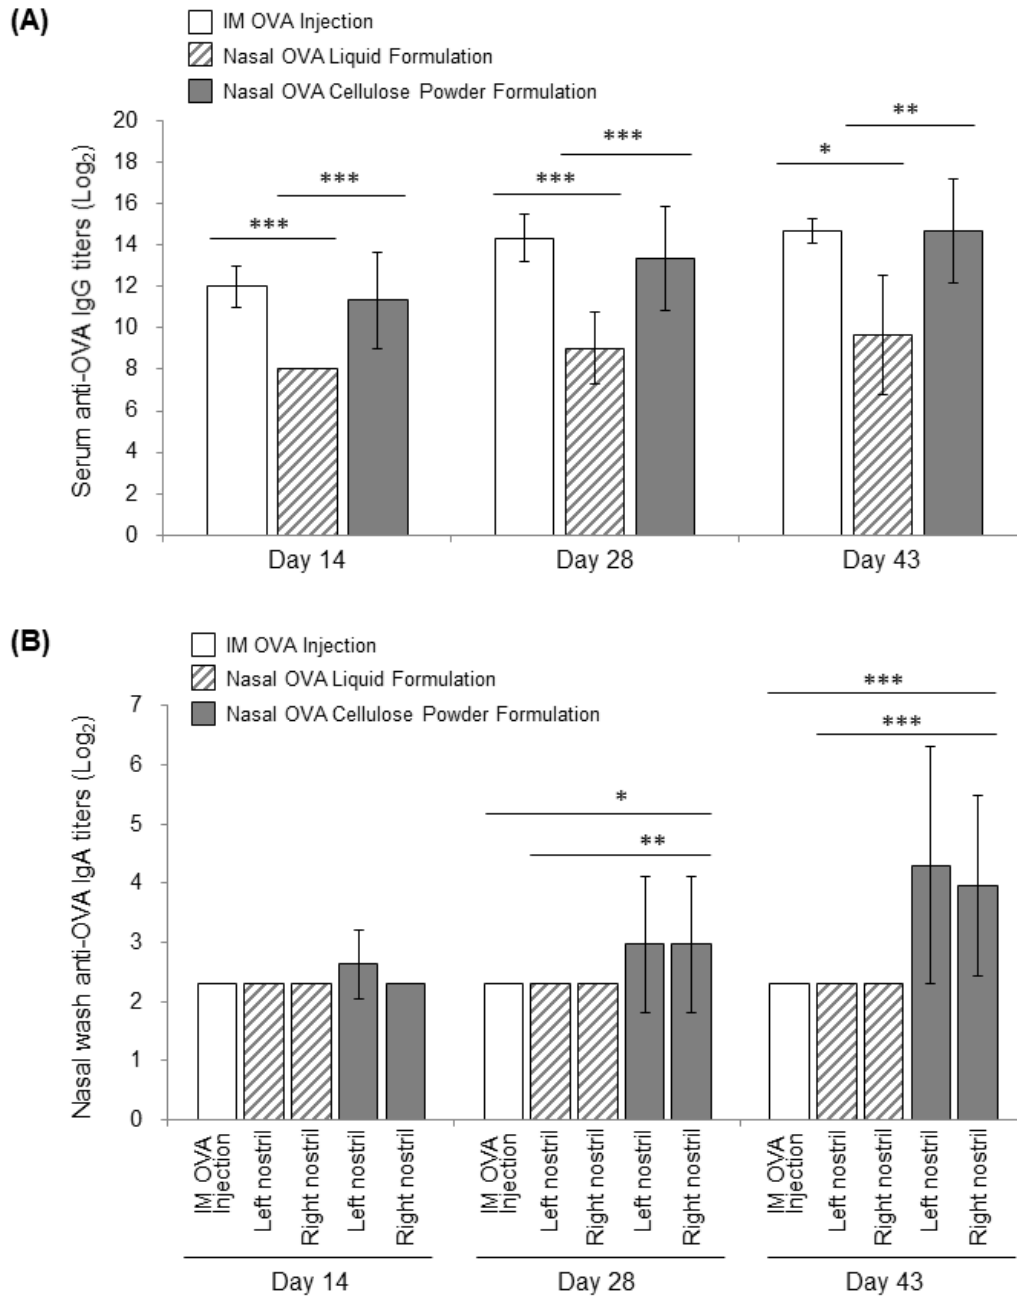 (A)
IM OVA Injection
Nasal OVA Liquid Formulation
Nasal OVA Cellulose Powder Formulation
Serum anti-OVA IgG titers (Log₂)
20
18
16
14
12
10
8
6
4
2
0
***
***
***
***
*
**
Day 14
Day 28
Day 43
(B)
IM OVA Injection
Nasal OVA Liquid Formulation
Nasal OVA Cellulose Powder Formulation
Nasal wash anti-OVA IgA titers (Log₂)
7
6
5
4
3
2
1
0
*
**
***
***
IM OVA
Injection
Left nostril
Right nostril
Left nostril
Right nostril
IM OVA
Injection
Left nostril
Right nostril
Left nostril
Right nostril
IM OVA
Injection
Left nostril
Right nostril
Left nostril
Right nostril
Day 14
Day 28
Day 43